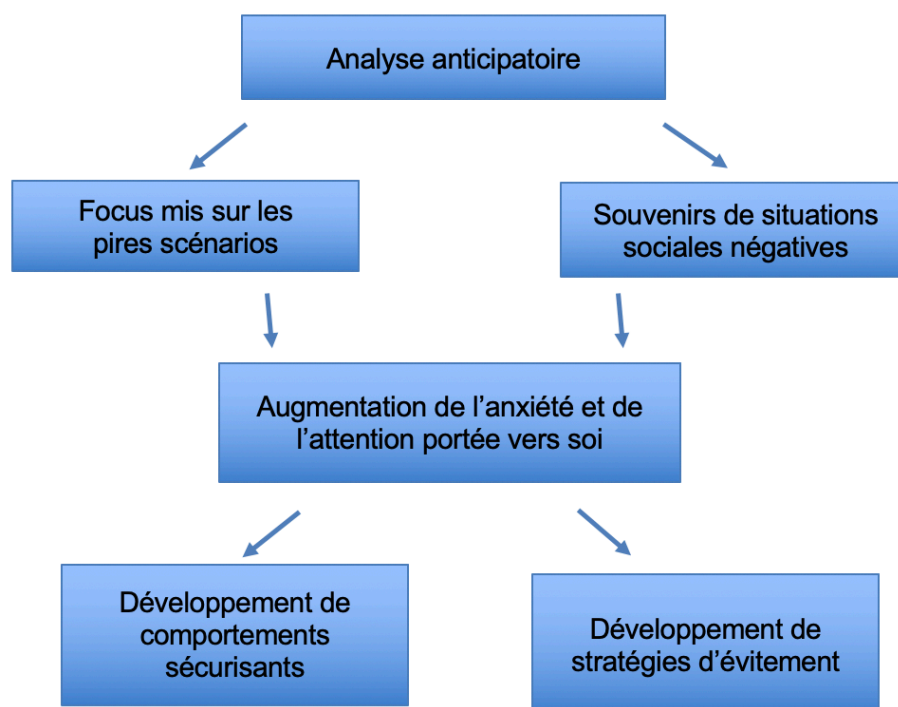 Analyse anticipatoire
Focus mis sur les
pires scénarios
Souvenirs de situations
sociales négatives
Augmentation de l’anxiété et de
l’attention portée vers soi
Développement de
comportements
sécurisants
Développement de
stratégies d’évitement